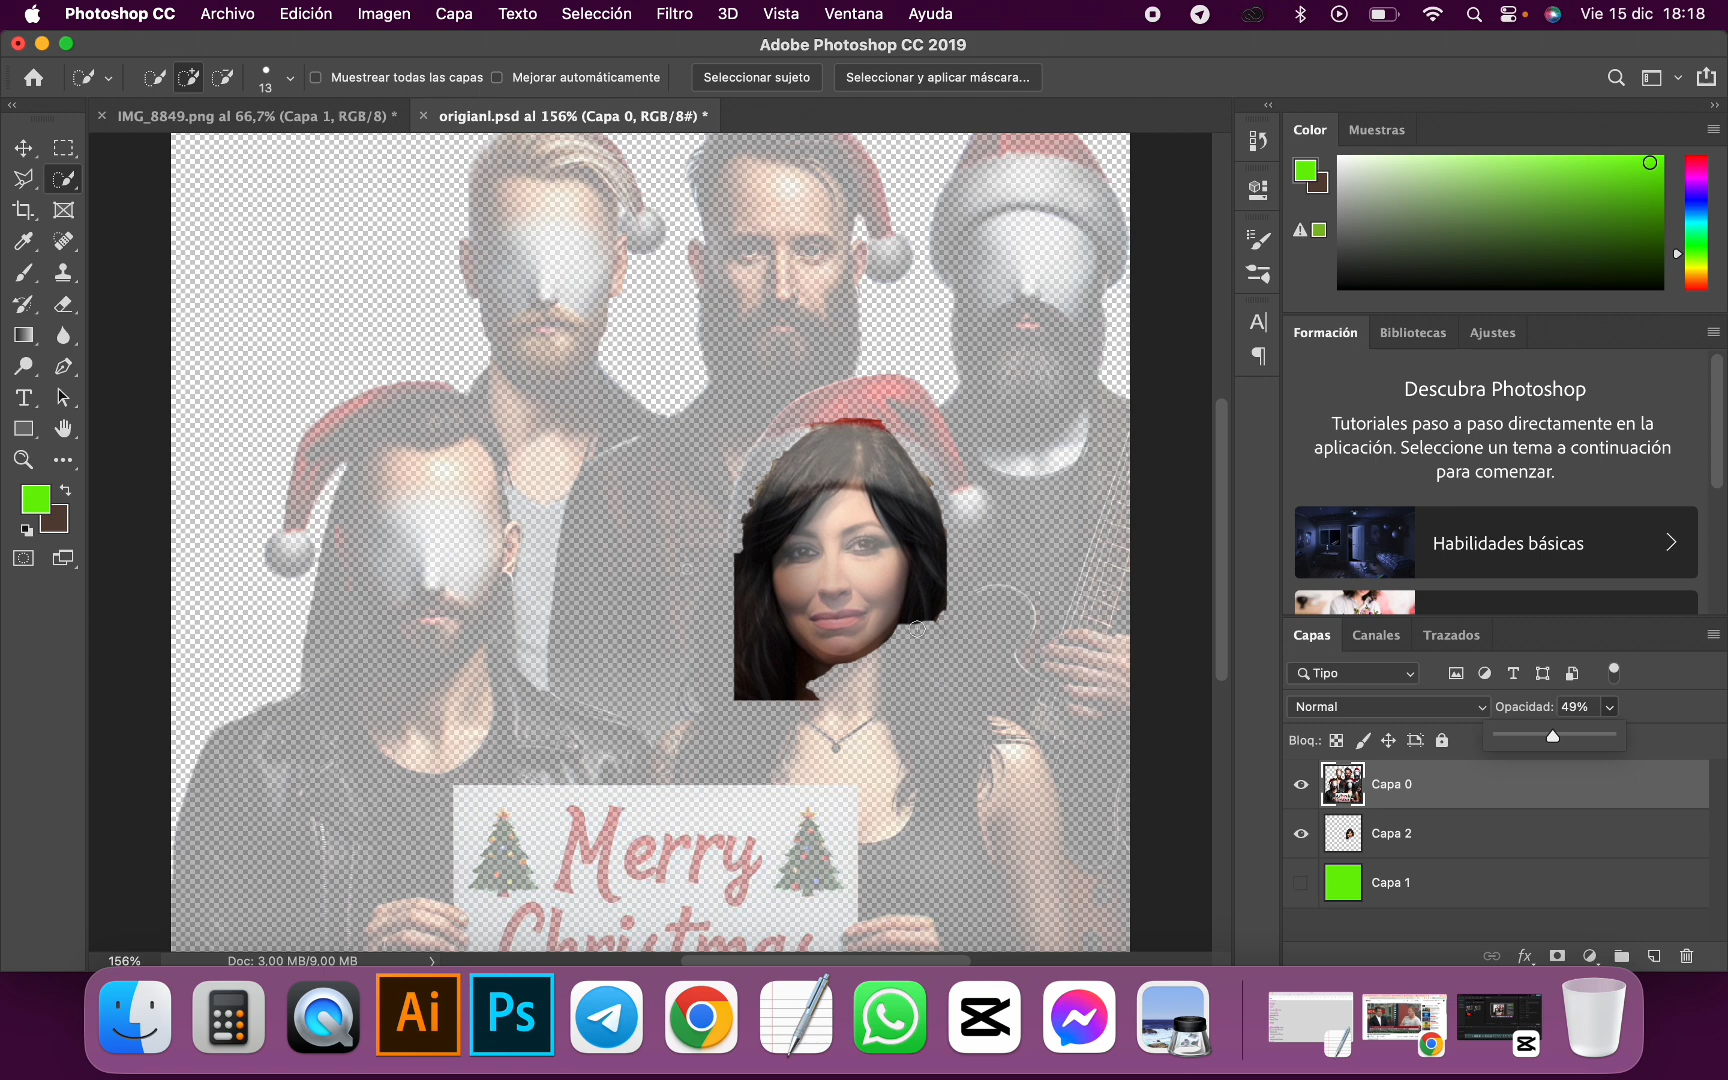 Photoshop CC Archivo Edición Imagen Capa Texto Selección Filtro 3D Vista Ventana Ayuda Vie 15 dic 18:18
Adobe Photoshop CC 2019
13 Muestrear todas las capas Mejorar automáticamente Seleccionar sujeto Seleccionar y aplicar máscara...
IMG_8849.png al 66,7% (Capa 1, RGB/8) * origianl.psd al 156% (Capa 0, RGB/8#) *
Color Muestras
Formación Bibliotecas Ajustes
Descubra Photoshop
Tutoriales paso a paso directamente en la
aplicación. Seleccione un tema a continuación
para comenzar.
Habilidades básicas
Capas Canales Trazados
Tipo
Normal Opacidad: 49%
Bloq.:
Capa 0
Capa 2
Capa 1
fx
Merry
Christmas
156% Doc: 3,00 MB/9,00 MB
Ai Ps